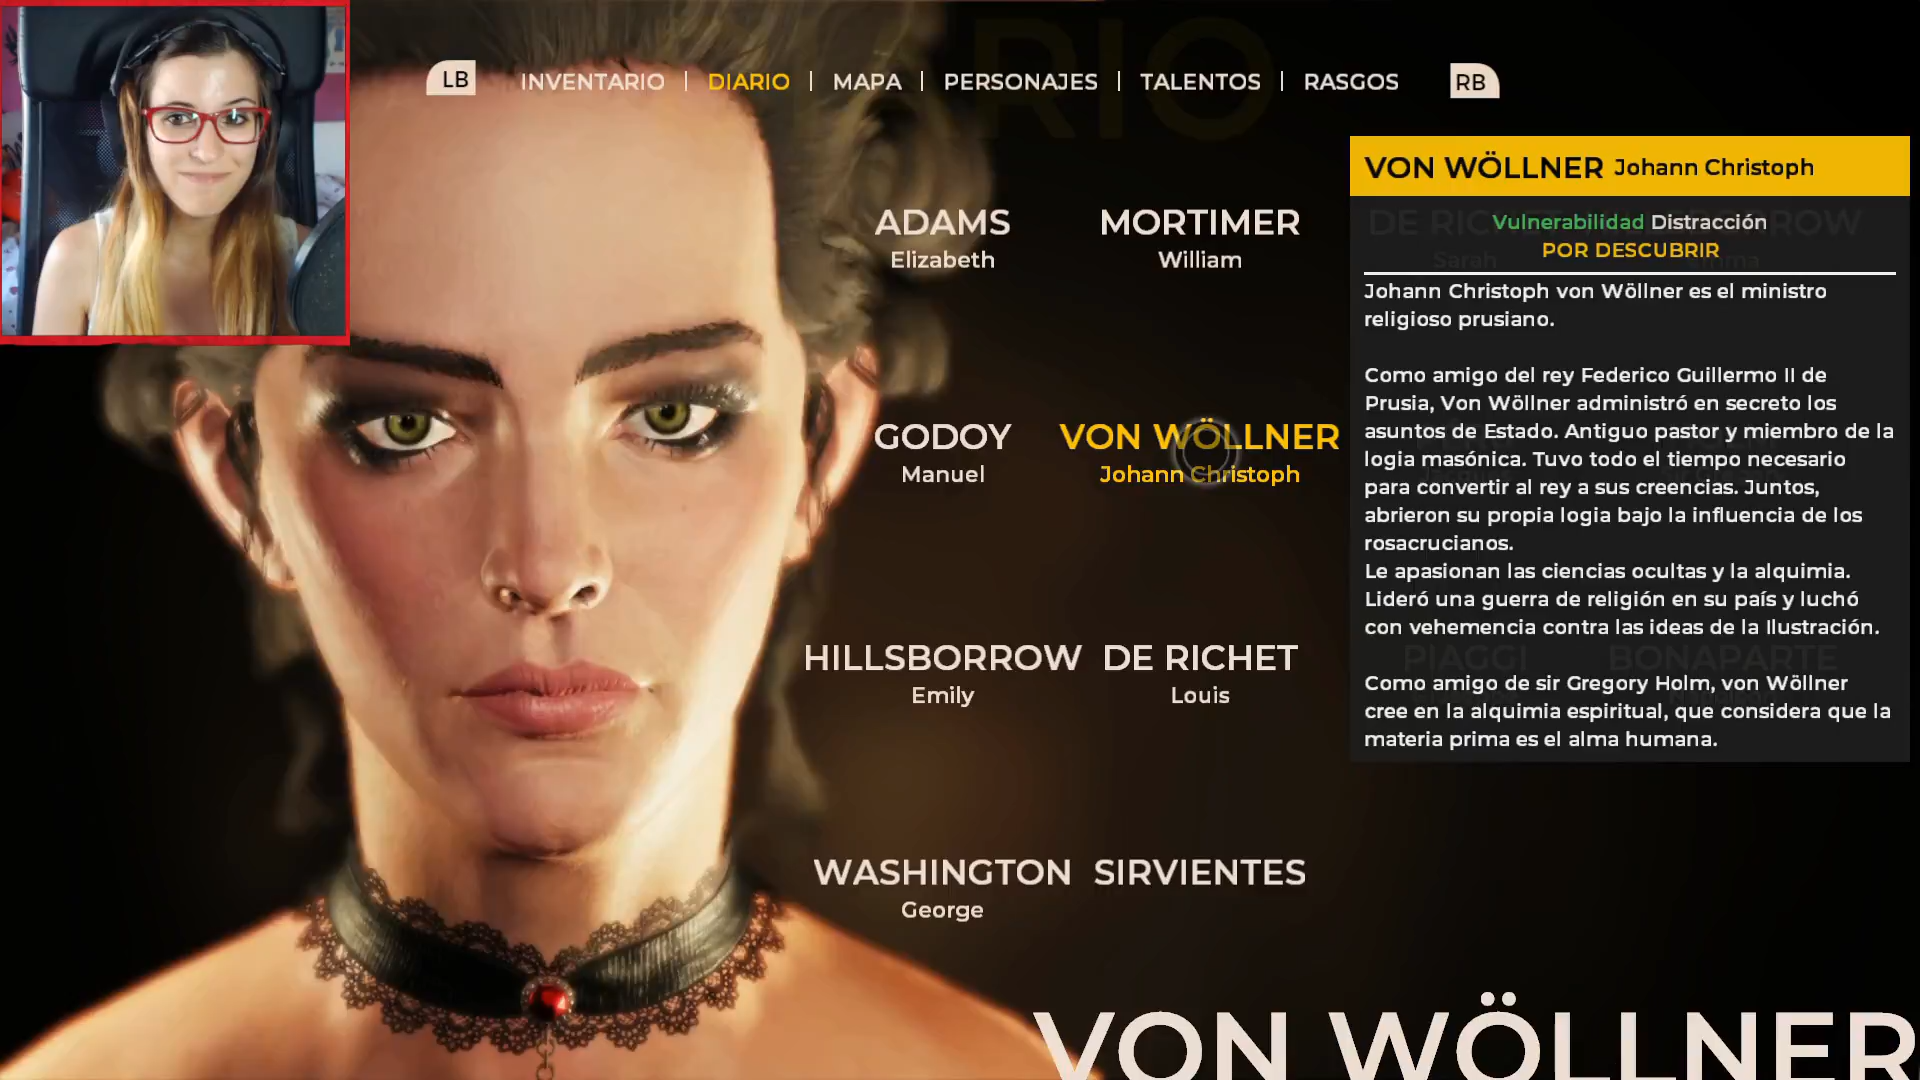 RIO
LB INVENTARIO | DIARIO | MAPA | PERSONAJES | TALENTOS | RASGOS RB
ADAMS
Elizabeth
MORTIMER
William
GODOY
Manuel
VON WÖLLNER
Johann Christoph
HILLSBORROW
Emily
DE RICHET
Louis
WASHINGTON
George
SIRVIENTES
VON WÖLLNER Johann Christoph
DE RICH
ROW
Sarah
Vulnerabilidad Distracción
POR DESCUBRIR
Johann Christoph von Wöllner es el ministro
religioso prusiano.
Como amigo del rey Federico Guillermo II de
Prusia, Von Wöllner administró en secreto los
asuntos de Estado. Antiguo pastor y miembro de la
logia masónica. Tuvo todo el tiempo necesario
para convertir al rey a sus creencias. Juntos,
abrieron su propia logia bajo la influencia de los
rosacrucianos.
Le apasionan las ciencias ocultas y la alquimia.
Lideró una guerra de religión en su país y luchó
con vehemencia contra las ideas de la Ilustración.
PIAGGI
BONAPARTE
Como amigo de sir Gregory Holm, von Wöllner
cree en la alquimia espiritual, que considera que la
materia prima es el alma humana.
VON WÖLLNER